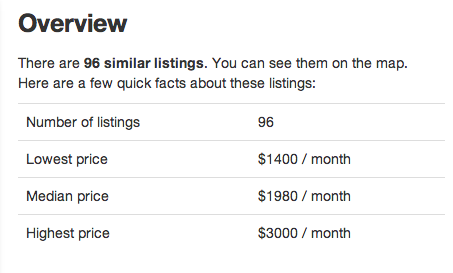 Overview
There are 96 similar listings. You can see them on the map.
Here are a few quick facts about these listings:
Number of listings 96
Lowest price $1400 / month
Median price $1980 / month
Highest price $3000 / month